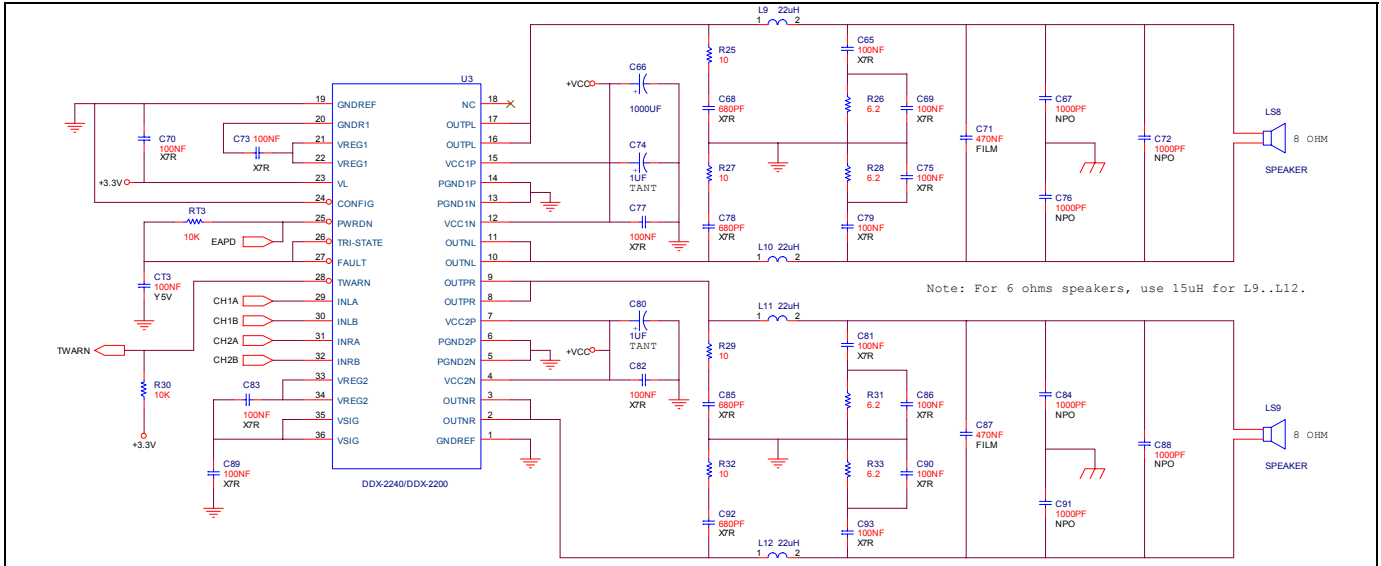 L9 22uH
1 2
R25
10
C68
680PF
X7R
R27
10
C78
680PF
X7R
L10 22uH
1 2
C65
100NF
X7R
R26
6.2
C69
100NF
X7R
R28
6.2
C75
100NF
X7R
C79
100NF
X7R
C71
470NF
FILM
C67
1000PF
NPO
C76
1000PF
NPO
C72
1000PF
NPO
LS8
8 OHM
SPEAKER
+VCC
C66
+
1000UF
C74
+
1UF
TANT
C77
100NF
X7R
U3
19 GNDREF
20 GNDR1
21 VREG1
22 VREG1
23 VL
24 CONFIG
25 PWRDN
26 TRI-STATE
27 FAULT
28 TWARN
29 INLA
30 INLB
31 INRA
32 INRB
33 VREG2
34 VREG2
35 VSIG
36 VSIG
NC 18
OUTPL 17
OUTPL 16
VCC1P 15
PGND1P 14
PGND1N 13
VCC1N 12
OUTNL 11
OUTNL 10
OUTPR 9
OUTPR 8
VCC2P 7
PGND2P 6
PGND2N 5
VCC2N 4
OUTNR 3
OUTNR 2
GNDREF 1
DDX-2240/DDX-2200
C70
100NF
X7R
C73 100NF
X7R
+3.3V
RT3
10K
EAPD
CT3
100NF
Y5V
CH1A
CH1B
CH2A
CH2B
TWARN
R30
10K
+3.3V
C83
100NF
X7R
C89
100NF
X7R
Note: For 6 ohms speakers, use 15uH for L9..L12.
+VCC
C80
+
1UF
TANT
C82
100NF
X7R
L11 22uH
1 2
R29
10
C85
680PF
X7R
R32
10
C92
680PF
X7R
L12 22uH
1 2
C81
100NF
X7R
R31
6.2
C86
100NF
X7R
R33
6.2
C90
100NF
X7R
C93
100NF
X7R
C87
470NF
FILM
C84
1000PF
NPO
C91
1000PF
NPO
C88
1000PF
NPO
LS9
8 OHM
SPEAKER